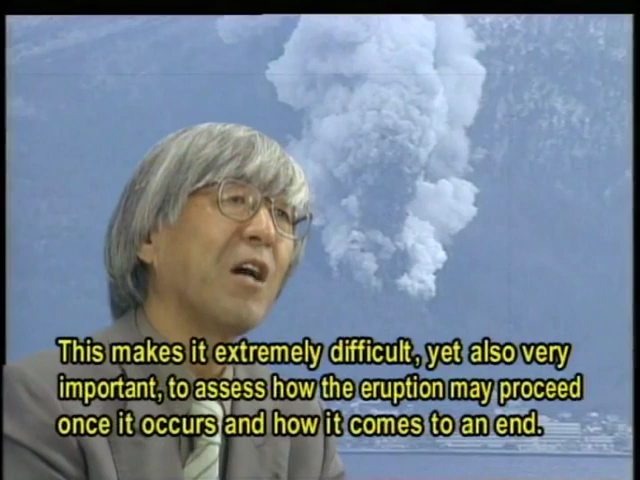 This makes it extremely difficult, yet also very
important, to assess how the eruption may proceed
once it occurs and how it comes to an end.